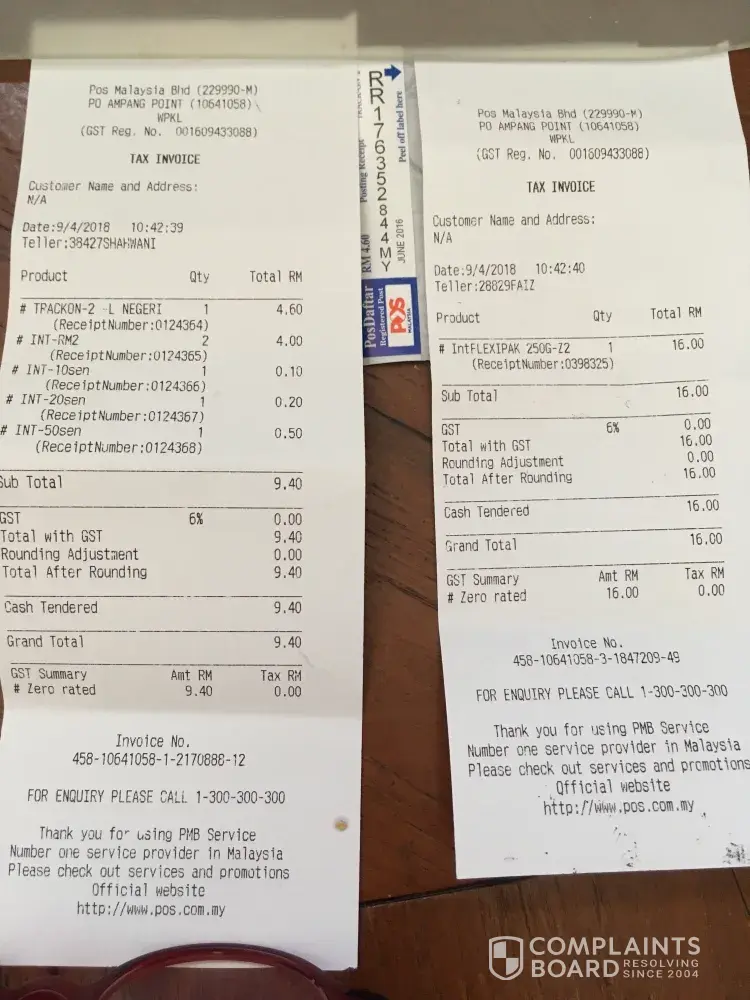 Pos Malaysia Bhd (229990-M)
PO AMPANG POINT (10641058)
WPKL
(GST Reg. No. 001609433088)
TAX INVOICE
Customer Name and Address:
N/A
Date:9/4/2018 10:42:39
Teller:38427SHAHWANI
Product Qty Total RM
# TPACKON-2 -L NEGERI 1 4.60
(ReceiptNumber:0124364)
# INT-RM2 2 4.00
(ReceiptNumber:0124365)
# INT-10sen 1 0.10
(ReceiptNumber:0124366)
# INT-20sen 1 0.20
(ReceiptNumber:0124367)
# INT-50sen 1 0.50
(ReceiptNumber:0124368)
Sub Total 9.40
GST 6% 0.00
Total with GST 9.40
Rounding Adjustment 0.00
Total After Rounding 9.40
Cash Tendered 9.40
Grand Total 9.40
GST Summary Amt RM Tax RM
# Zero rated 9.40 0.00
Invoice No.
458-10641058-1-2170888-12
FOR ENQUIRY PLEASE CALL 1-300-300-300
Thank you for using PMB Service
Number one service provider in Malaysia
Please check out services and promotions
Official website
http://www.pos.com.my
RR176352844MY
Peel off label here
JUNE 2016
Posting Receipt
RM 4.60
PosDaftar
Registered Post
POS
MALAYSIA
Pos Malaysia Bhd (229990-M)
PO AMPANG POINT (10641058)
WPKL
(GST Reg. No. 001609433088)
TAX INVOICE
Customer Name and Address:
N/A
Date:9/4/2018 10:42:40
Teller:28829FAIZ
Product Qty Total RM
# IntFLEXIPAK 250G-Z2 1 16.00
(ReceiptNumber:0398325)
Sub Total 16.00
GST 6% 0.00
Total with GST 16.00
Rounding Adjustment 0.00
Total After Rounding 16.00
Cash Tendered 16.00
Grand Total 16.00
GST Summary Amt RM Tax RM
# Zero rated 16.00 0.00
Invoice No.
458-10641058-3-1847209-49
FOR ENQUIRY PLEASE CALL 1-300-300-300
Thank you for using PMB Service
Number one service provider in Malaysia
Please check out services and promotions
Official website
http://www.pos.com.my
COMPLAINTS
BOARD RESOLVING SINCE 2004